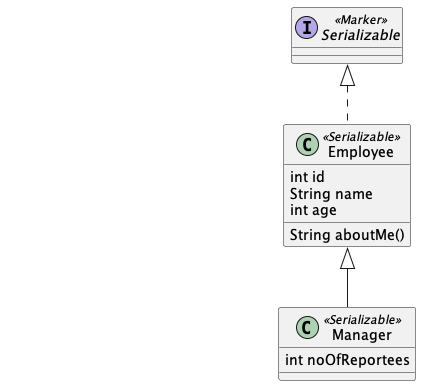 «Marker»
I Serializable
«Serializable»
C Employee
int id
String name
int age
String aboutMe()
«Serializable»
C Manager
int noOfReportees